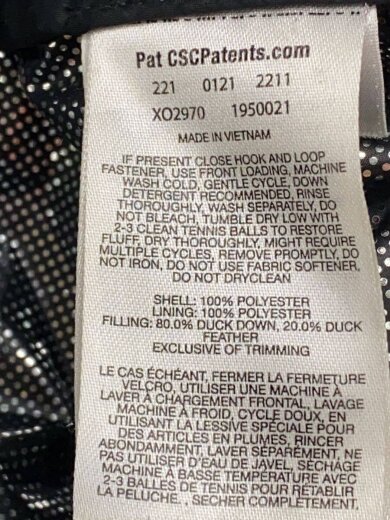 Pat CSCPatents.com
221 0121 2211
XO2970 1950021
MADE IN VIETNAM
IF PRESENT CLOSE HOOK AND LOOP
FASTENER, USE FRONT LOADING, MACHINE
WASH COLD, GENTLE CYCLE, DOWN
DETERGENT RECOMMENDED, RINSE
THOROUGHLY, WASH SEPARATELY, DO
NOT BLEACH, TUMBLE DRY LOW WITH
2-3 CLEAN TENNIS BALLS TO RESTORE
FLUFF, DRY THOROUGHLY, MIGHT REQUIRE
MULTIPLE CYCLES, REMOVE PROMPTLY, DO
NOT IRON, DO NOT USE FABRIC SOFTENER,
DO NOT DRYCLEAN
SHELL: 100% POLYESTER
LINING: 100% POLYESTER
FILLING: 80.0% DUCK DOWN, 20.0% DUCK
FEATHER
EXCLUSIVE OF TRIMMING
LE CAS ÉCHÉANT, FERMER LA FERMETURE
VELCRO, UTILISER UNE MACHINE À
LAVER À CHARGEMENT FRONTAL, LAVAGE
MACHINE À FROID, CYCLE DOUX, EN
UTILISANT LA LESSIVE SPÉCIALE POUR
DES ARTICLES EN PLUMES, RINCER
ABONDAMMENT, LAVER SÉPARÉMENT, NE
PAS UTILISER D'EAU DE JAVEL, SÉCHAGE
MACHINE À BASSE TEMPÉRATURE AVEC
2-3 BALLES DE TENNIS POUR RÉTABLIR
LA PELUCHE. , SÉCHER COMPLÈTEMENT,